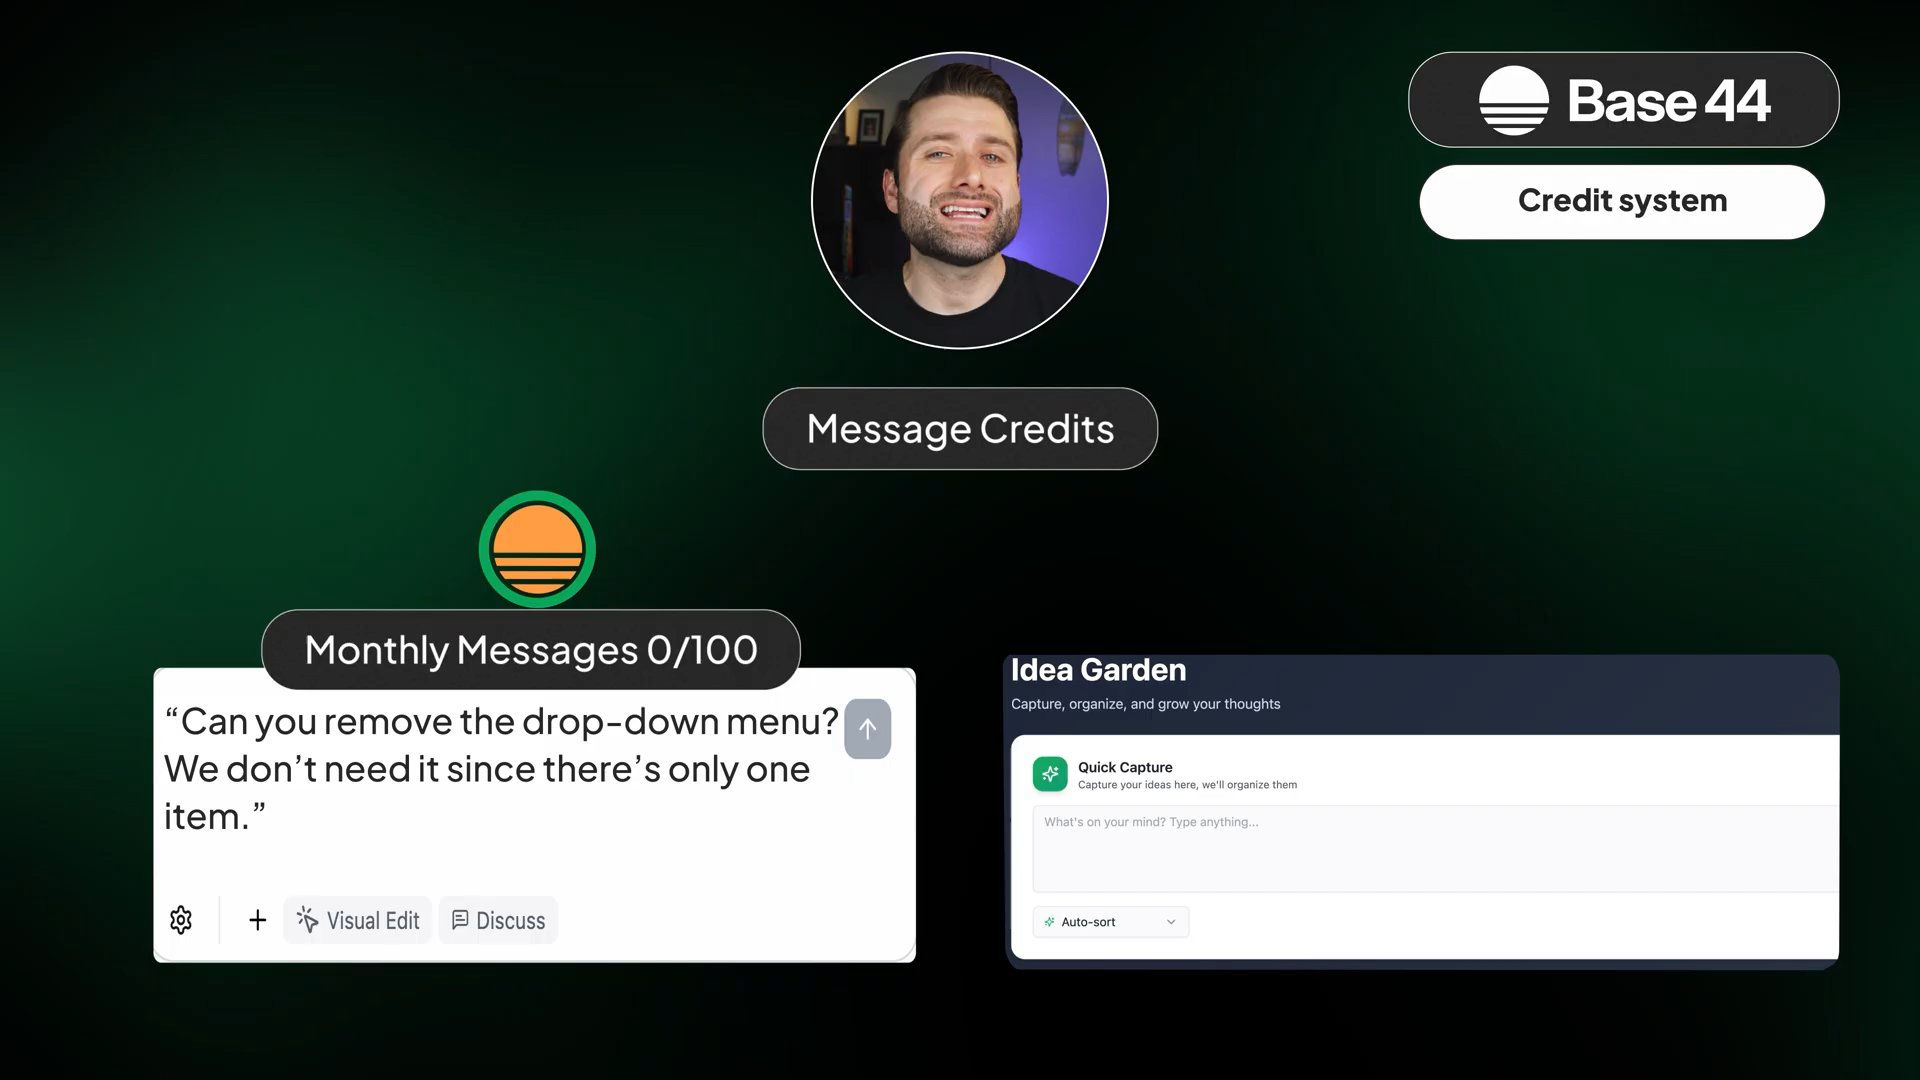 Base 44
Credit system
Message Credits
Monthly Messages 0/100
“Can you remove the drop-down menu?
We don’t need it since there’s only one
item.”
Visual Edit
Discuss
Idea Garden
Capture, organize, and grow your thoughts
Quick Capture
Capture your ideas here, we'll organize them
What's on your mind? Type anything...
Auto-sort